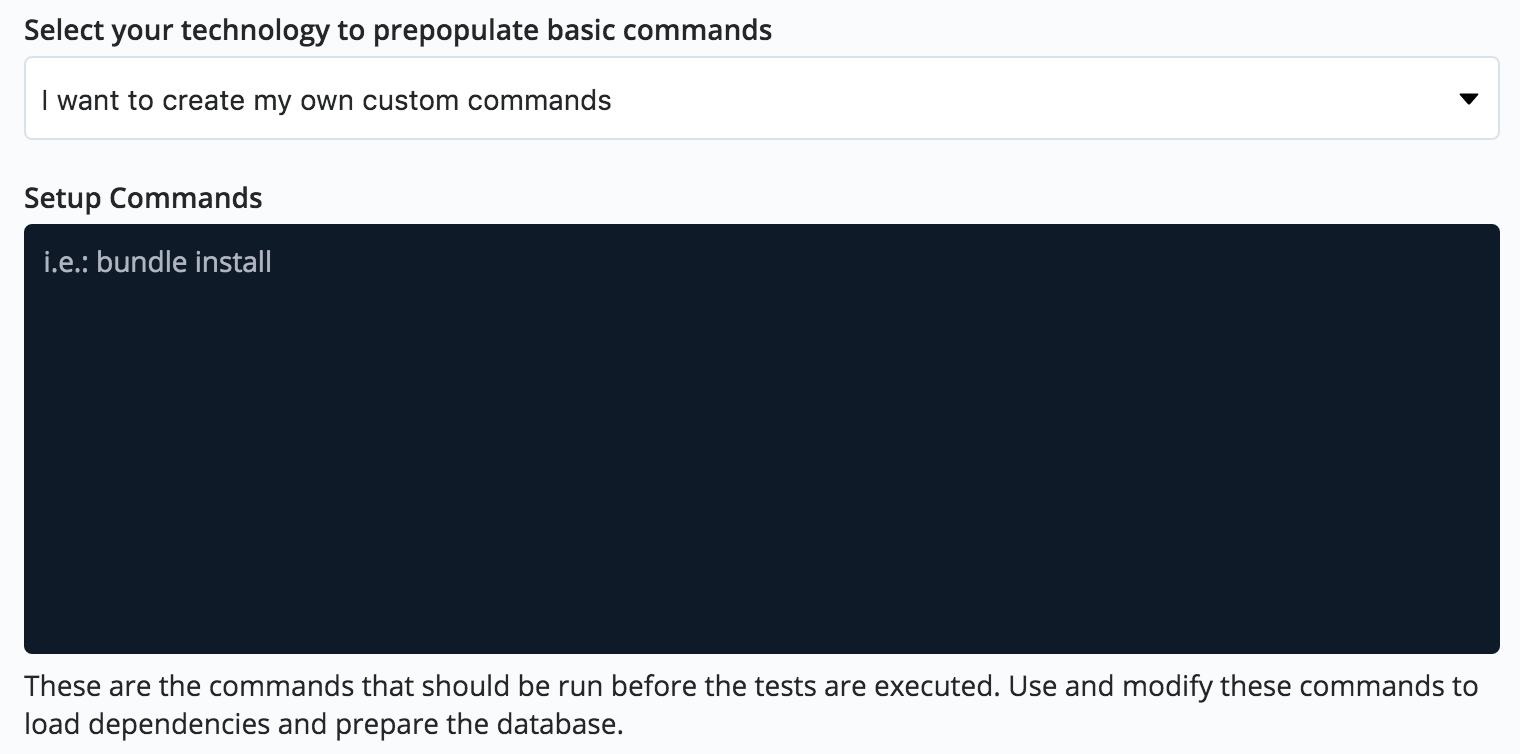 Select your technology to prepopulate basic commands
I want to create my own custom commands
Setup Commands
i.e.: bundle install
These are the commands that should be run before the tests are executed. Use and modify these commands to
load dependencies and prepare the database.